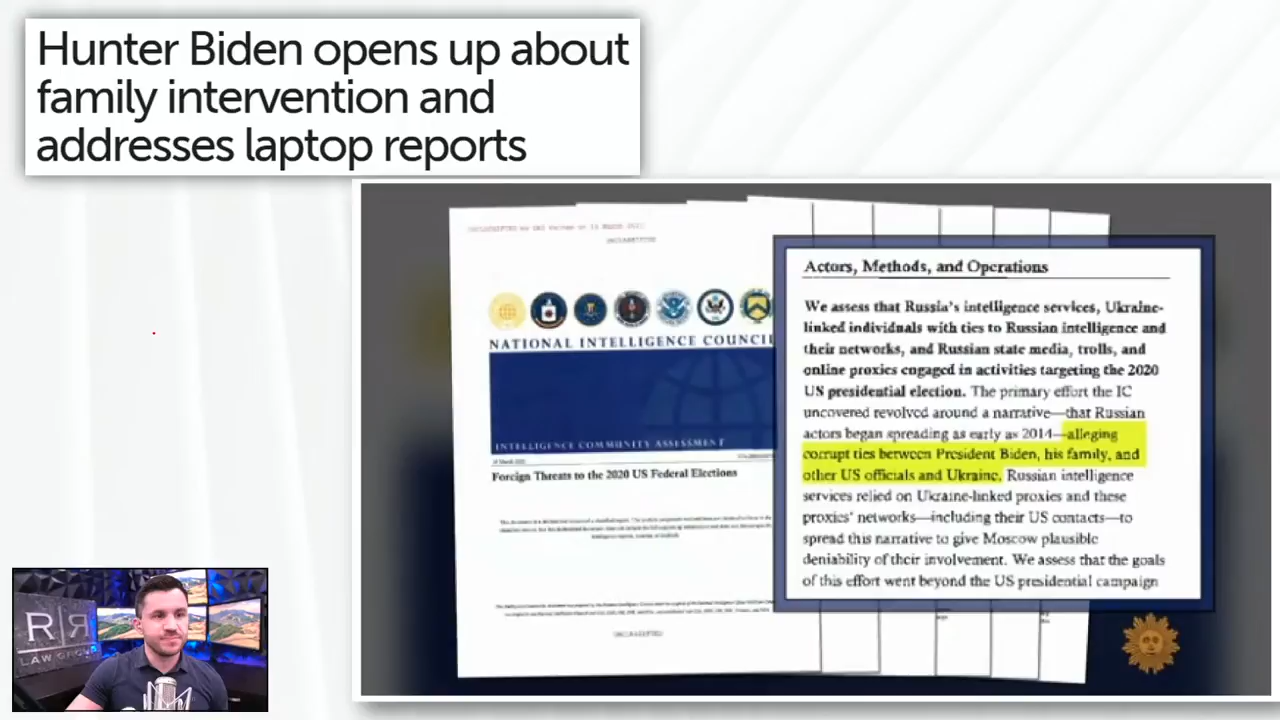 Hunter Biden opens up about
family intervention and
addresses laptop reports
UNCLASSIFIED
NATIONAL INTELLIGENCE COUNCIL
INTELLIGENCE COMMUNITY ASSESSMENT
Foreign Threats to the 2020 US Federal Elections
UNCLASSIFIED
Actors, Methods, and Operations
We assess that Russia's intelligence services, Ukraine-
linked individuals with ties to Russian intelligence and
their networks, and Russian state media, trolls, and
online proxies engaged in activities targeting the 2020
US presidential election. The primary effort the IC
uncovered revolved around a narrative—that Russian
actors began spreading as early as 2014—alleging
corrupt ties between President Biden, his family, and
other US officials and Ukraine. Russian intelligence
services relied on Ukraine-linked proxies and these
proxies' networks—including their US contacts—to
spread this narrative to give Moscow plausible
deniability of their involvement. We assess that the goals
of this effort went beyond the US presidential campaign
R R
LAW GROUP